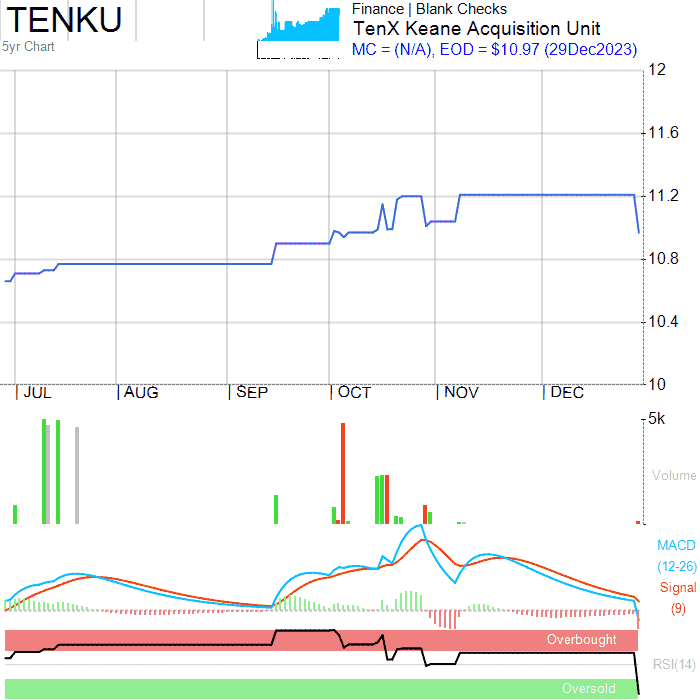 TENKU
5yr Chart
Finance | Blank Checks
TenX Keane Acquisition Unit
MC = (N/A), EOD = $10.97 (29Dec2023)
12
11.6
11.2
10.8
10.4
10
JUL AUG SEP OCT NOV DEC
5k
Volume
MACD
(12-26)
Signal
(9)
Overbought
RSI(14)
Oversold